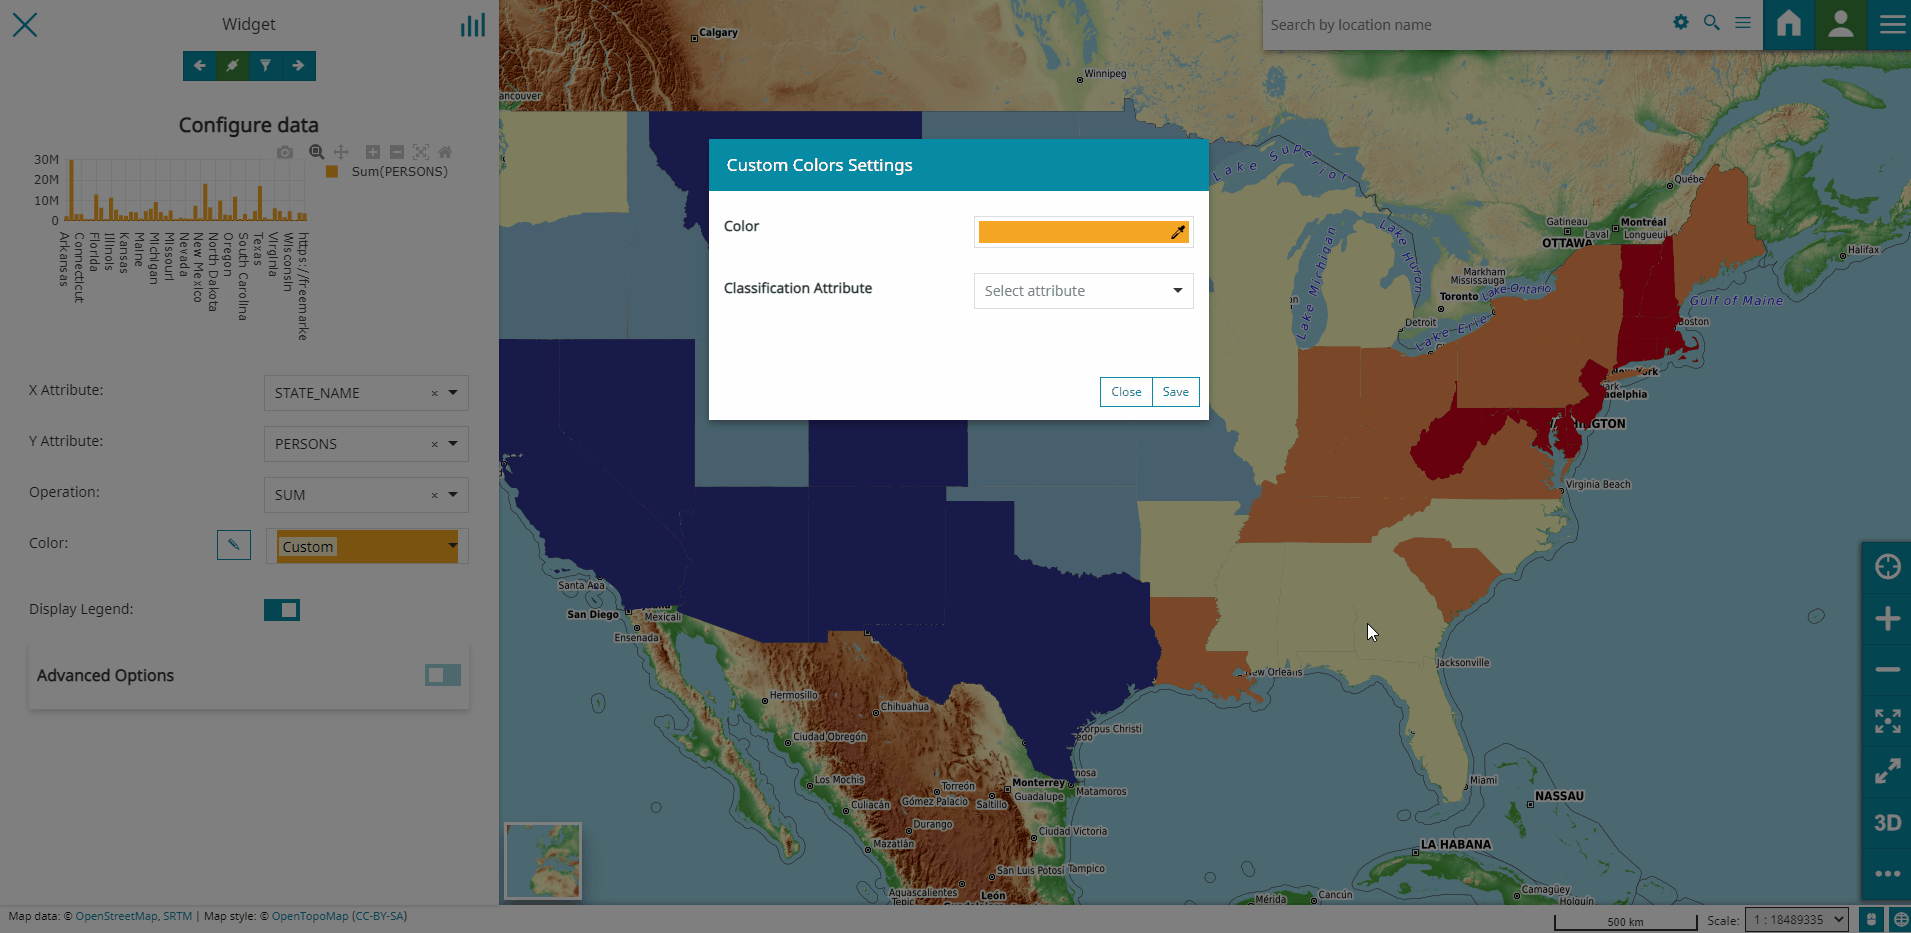 Widget
Configure data
30M
20M
10M
0
Sum(PERSONS)
Arkansas
Connecticut
Florida
Illinois
Kansas
Maine
Michigan
Missouri
Nevada
New Mexico
North Dakota
Oregon
South Carolina
Texas
Virginia
Wisconsin
https://freemarke
X Attribute:
STATE_NAME
Y Attribute:
PERSONS
Operation:
SUM
Color:
Custom
Display Legend:
Advanced Options
Search by location name
Custom Colors Settings
Color
Classification Attribute
Select attribute
Close
Save
Calgary
Winnipeg
ancouver
Lake Superior
Lake Michigan
Lake Huron
Lake Ontario
Lake Erie
Québec
Gatineau
Montréal
Laval
Longueuil
OTTAWA
Halifax
Markham
Mississauga
Toronto
Gulf of Maine
Detroit
Boston
New York
ark
adelphia
WASHINGTON
Virginia Beach
Santa Ana
San Diego
Mexicali
Ensenada
Jacksonville
New Orleans
Hermosillo
Chihuahua
Corpus Christi
edo
Ciudad Obregón
Los Mochis
Torreón
Monterrey
nosa
Matamoros
Miami
Culiacán
Gómez Palacio
Saltillo
Guadalupe
NASSAU
Durango
Ciudad Victoria
Mazatlán
LA HABANA
San Luis Potosí
Tampico
Aguascalientes
León
Tepic
Mérida
Cancún
Camagüey
Holguín
3D
Map data: © OpenStreetMap, SRTM | Map style: © OpenTopoMap (CC-BY-SA)
500 km
Scale:
1 : 18489335